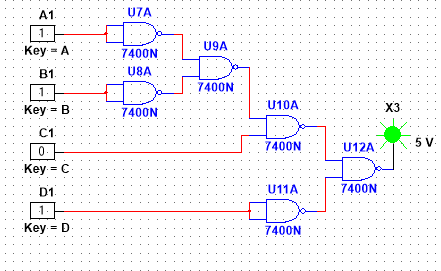 A1
1
Key = A
U7A
7400N
U9A
7400N
B1
1
Key = B
U8A
7400N
C1
0
Key = C
U10A
7400N
X3
5 V
U12A
7400N
D1
1
Key = D
U11A
7400N